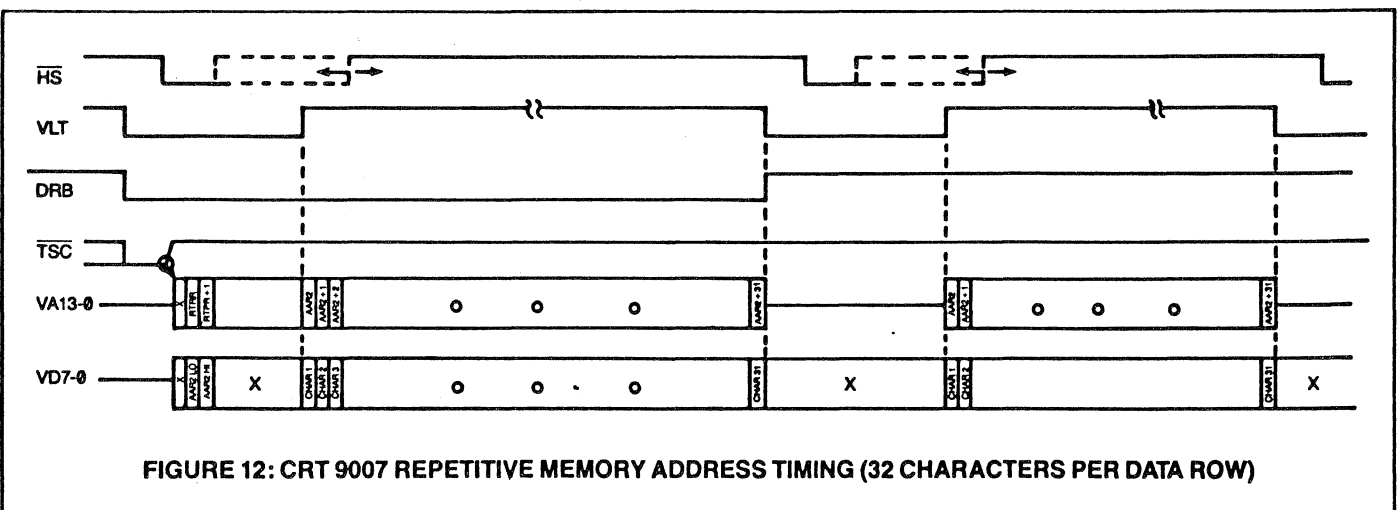 HS
VLT
DRB
TSC
VA13-0
X
RTRR
RTPR + 1
AAR2
AAR2 + 1
AAR2 + 2
O O O
AAR2 + 31
AAR2
AAR2 + 1
O O O
AAR2 + 31
VD7-0
X
AAR2 LO
AAR2 HI
X
CHAR 1
CHAR 2
CHAR 3
O O O
CHAR 31
X
CHAR 1
CHAR 2
CHAR 31
X
FIGURE 12: CRT 9007 REPETITIVE MEMORY ADDRESS TIMING (32 CHARACTERS PER DATA ROW)